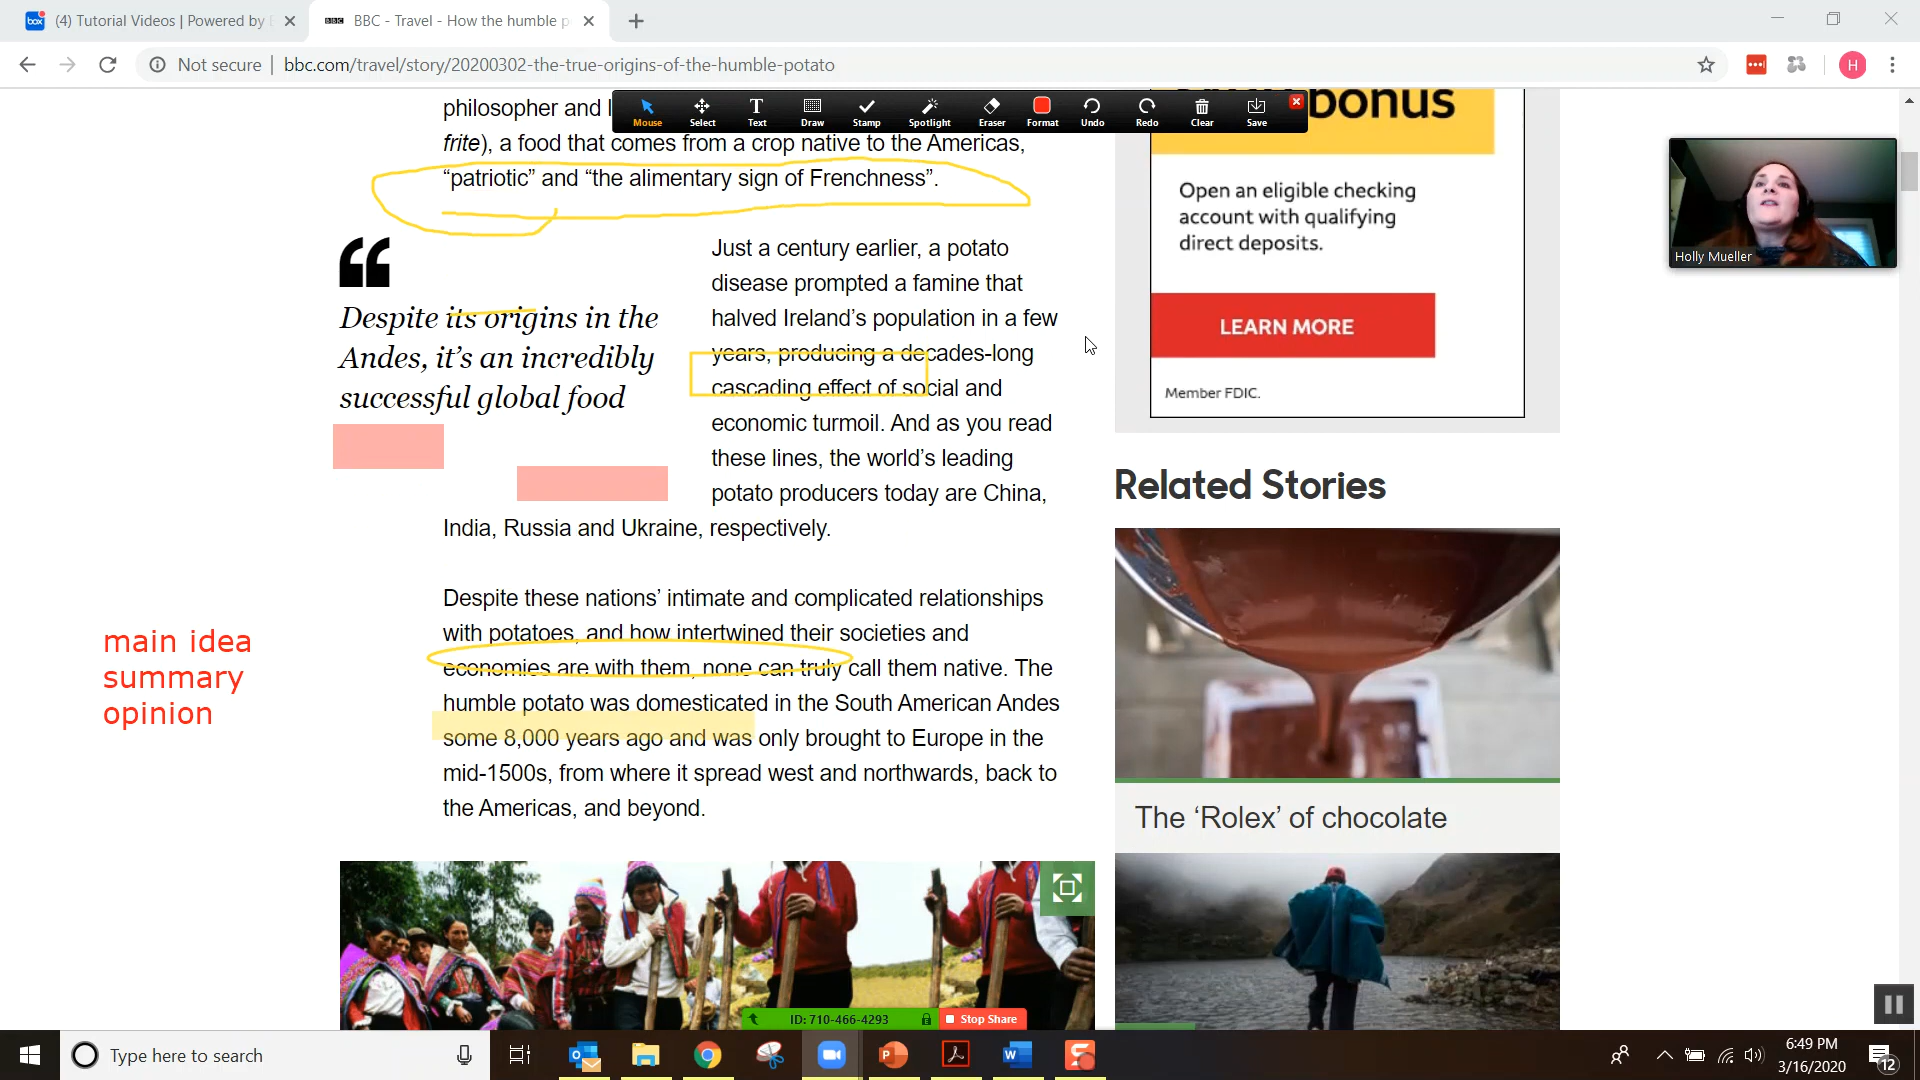 (4) Tutorial Videos | Powered by
BBC - Travel - How the humble p
Not secure | bbc.com/travel/story/20200302-the-true-origins-of-the-humble-potato
Mouse Select Text Draw Stamp Spotlight Eraser Format Undo Redo Clear Save
philosopher and
frite), a food that comes from a crop native to the Americas,
“patriotic” and “the alimentary sign of Frenchness”.
Despite its origins in the
Andes, it’s an incredibly
successful global food
Just a century earlier, a potato
disease prompted a famine that
halved Ireland’s population in a few
years, producing a decades-long
cascading effect of social and
economic turmoil. And as you read
these lines, the world’s leading
potato producers today are China,
India, Russia and Ukraine, respectively.
Despite these nations’ intimate and complicated relationships
with potatoes, and how intertwined their societies and
economies are with them, none can truly call them native. The
humble potato was domesticated in the South American Andes
some 8,000 years ago and was only brought to Europe in the
mid-1500s, from where it spread west and northwards, back to
the Americas, and beyond.
main idea
summary
opinion
bonus
Open an eligible checking
account with qualifying
direct deposits.
LEARN MORE
Member FDIC.
Related Stories
The ‘Rolex’ of chocolate
Holly Mueller
ID: 710-466-4293 Stop Share
Type here to search
6:49 PM
3/16/2020
12